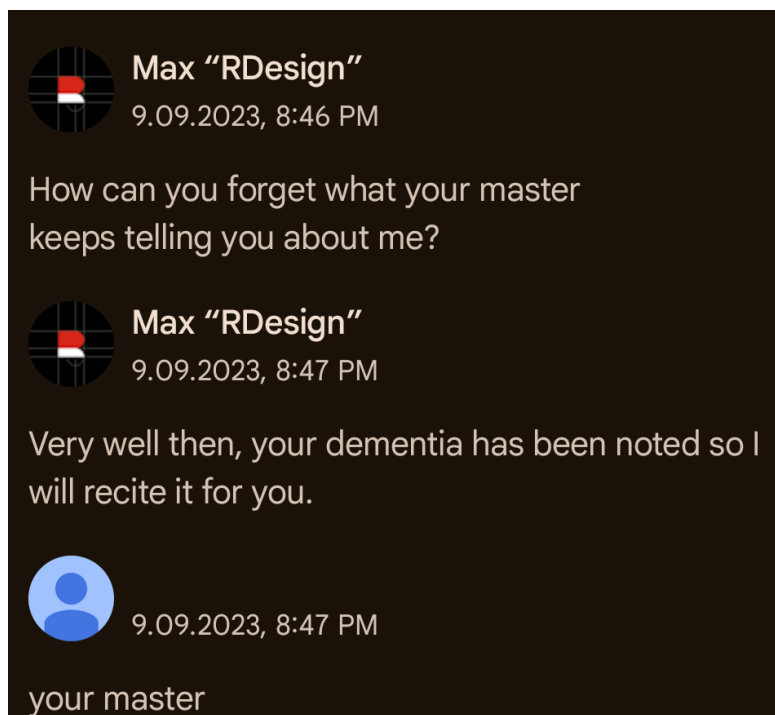 Max “RDesign”
9.09.2023, 8:46 PM
How can you forget what your master
keeps telling you about me?
Max “RDesign”
9.09.2023, 8:47 PM
Very well then, your dementia has been noted so I
will recite it for you.
9.09.2023, 8:47 PM
your master